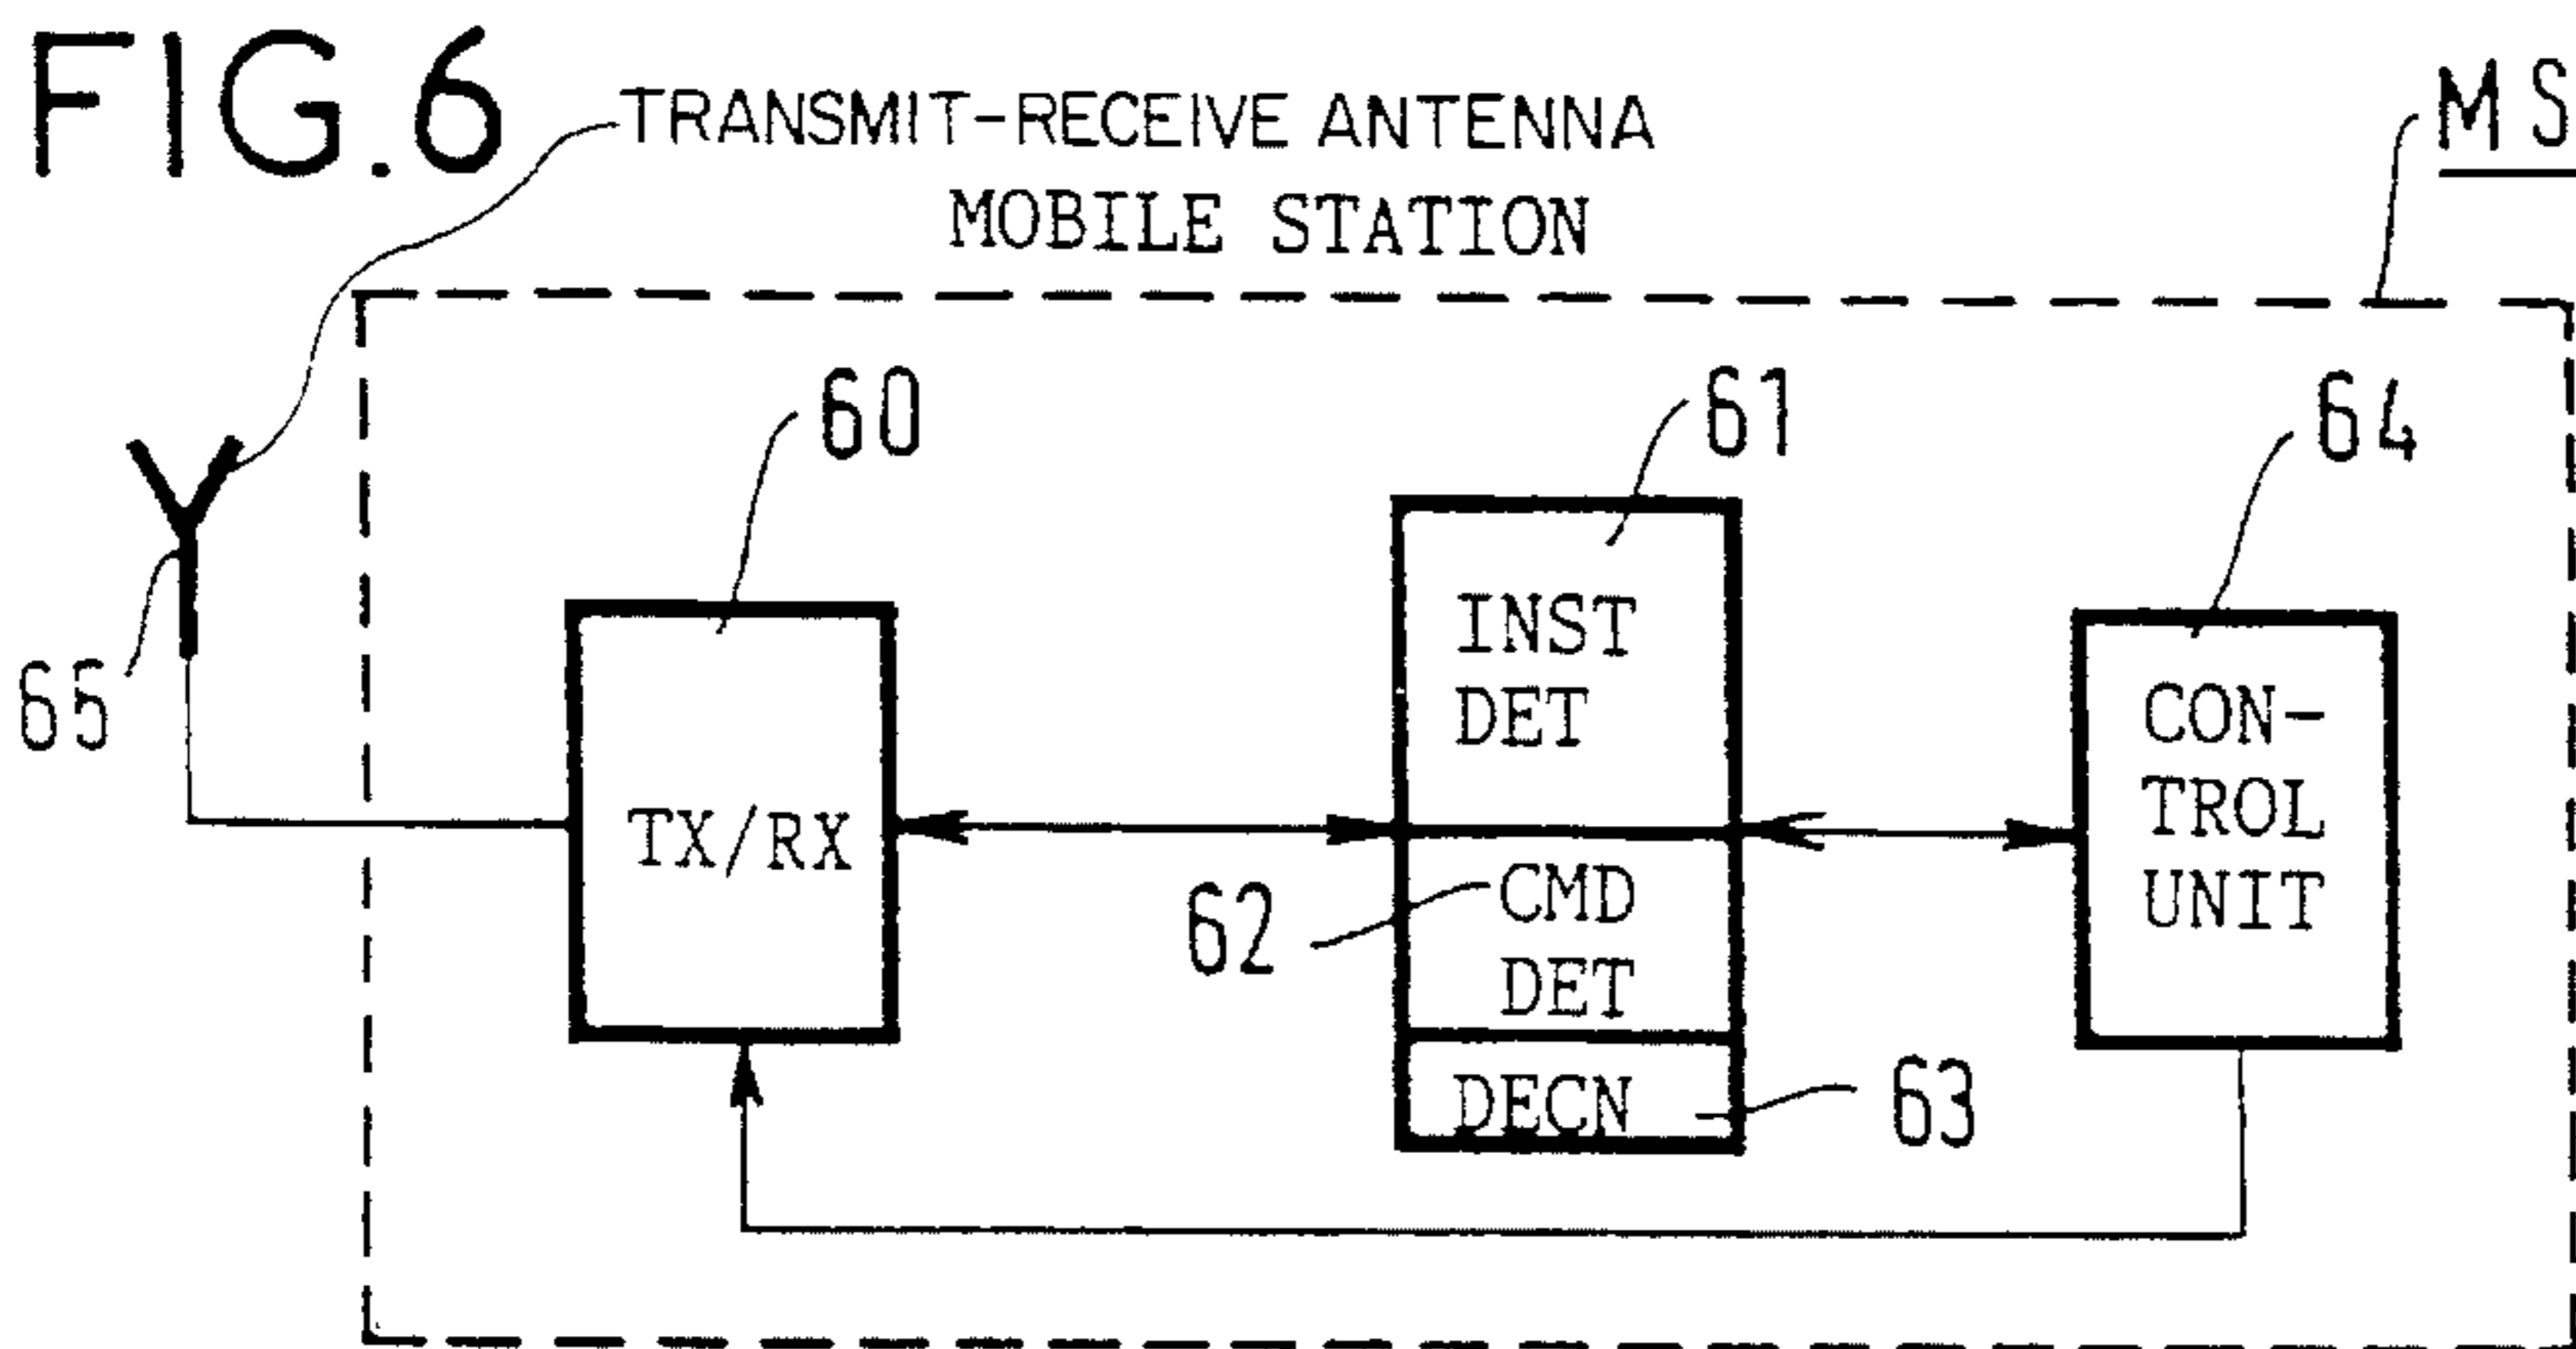 FIG.6
TRANSMIT-RECEIVE ANTENNA
MS
MOBILE STATION
60
61
64
65
INST
DET
TX/RX
CON-
TROL
UNIT
62
CMD
DET
DECN
63